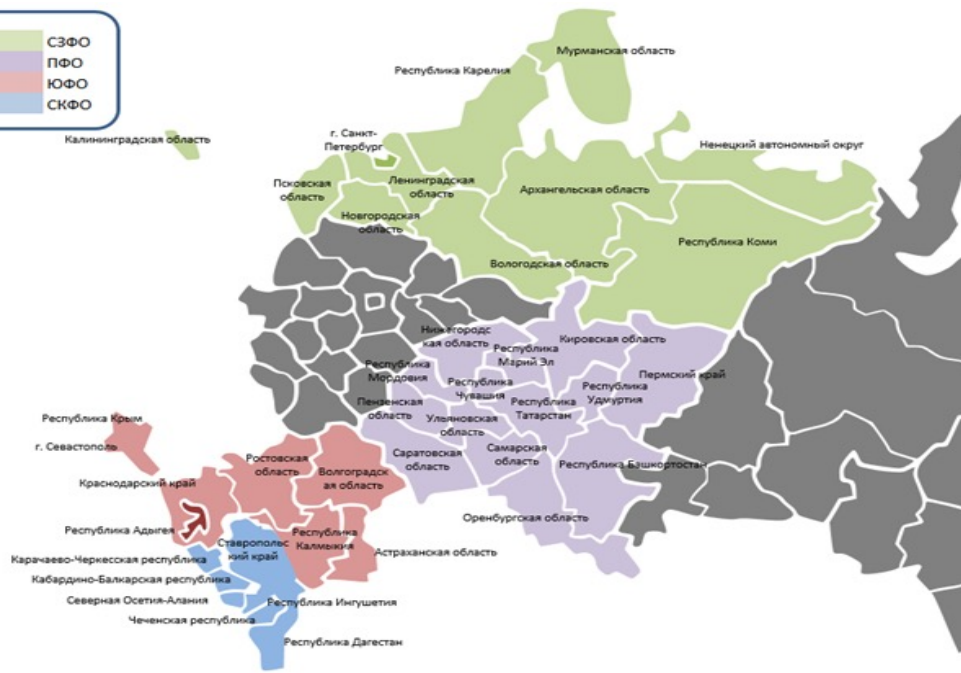 СЗФО
ПФО
ЮФО
СКФО
Мурманская область
Республика Карелия
Калининградская область
г. Санкт-
Петербург
Ненецкий автономный округ
Псковская
область
Ленинградская
область
Архангельская область
Новгородская
область
Республика Коми
Вологодская область
Нижегородс
кая область
Республика
Марий Эл
Кировская область
Республика
Мордовия
Республика
Чувашия
Республика
Удмуртия
Пермский край
Пензенская
область
Ульяновская
область
Республика
Татарстан
Республика Крым
г. Севастополь
Саратовская
область
Самарская
область
Республика Башкортостан
Ростовская
область
Волгоградск
ая область
Краснодарский край
Оренбургская область
Республика Адыгея
Ставропольс
кий край
Республика
Калмыкия
Астраханская область
Карачаево-Черкесская республика
Кабардино-Балкарская республика
Северная Осетия-Алания
Республика Ингушетия
Чеченская республика
Республика Дагестан